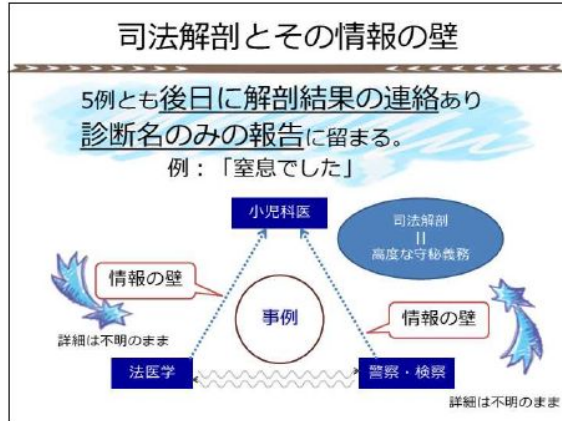 司法解剖とその情報の壁
5例とも後日に解剖結果の連絡あり
診断名のみの報告に留まる。
例：「窒息でした」
小児科医
司法解剖
||
高度な守秘義務
情報の壁
事例
情報の壁
詳細は不明のまま
法医学
警察・検察
詳細は不明のまま